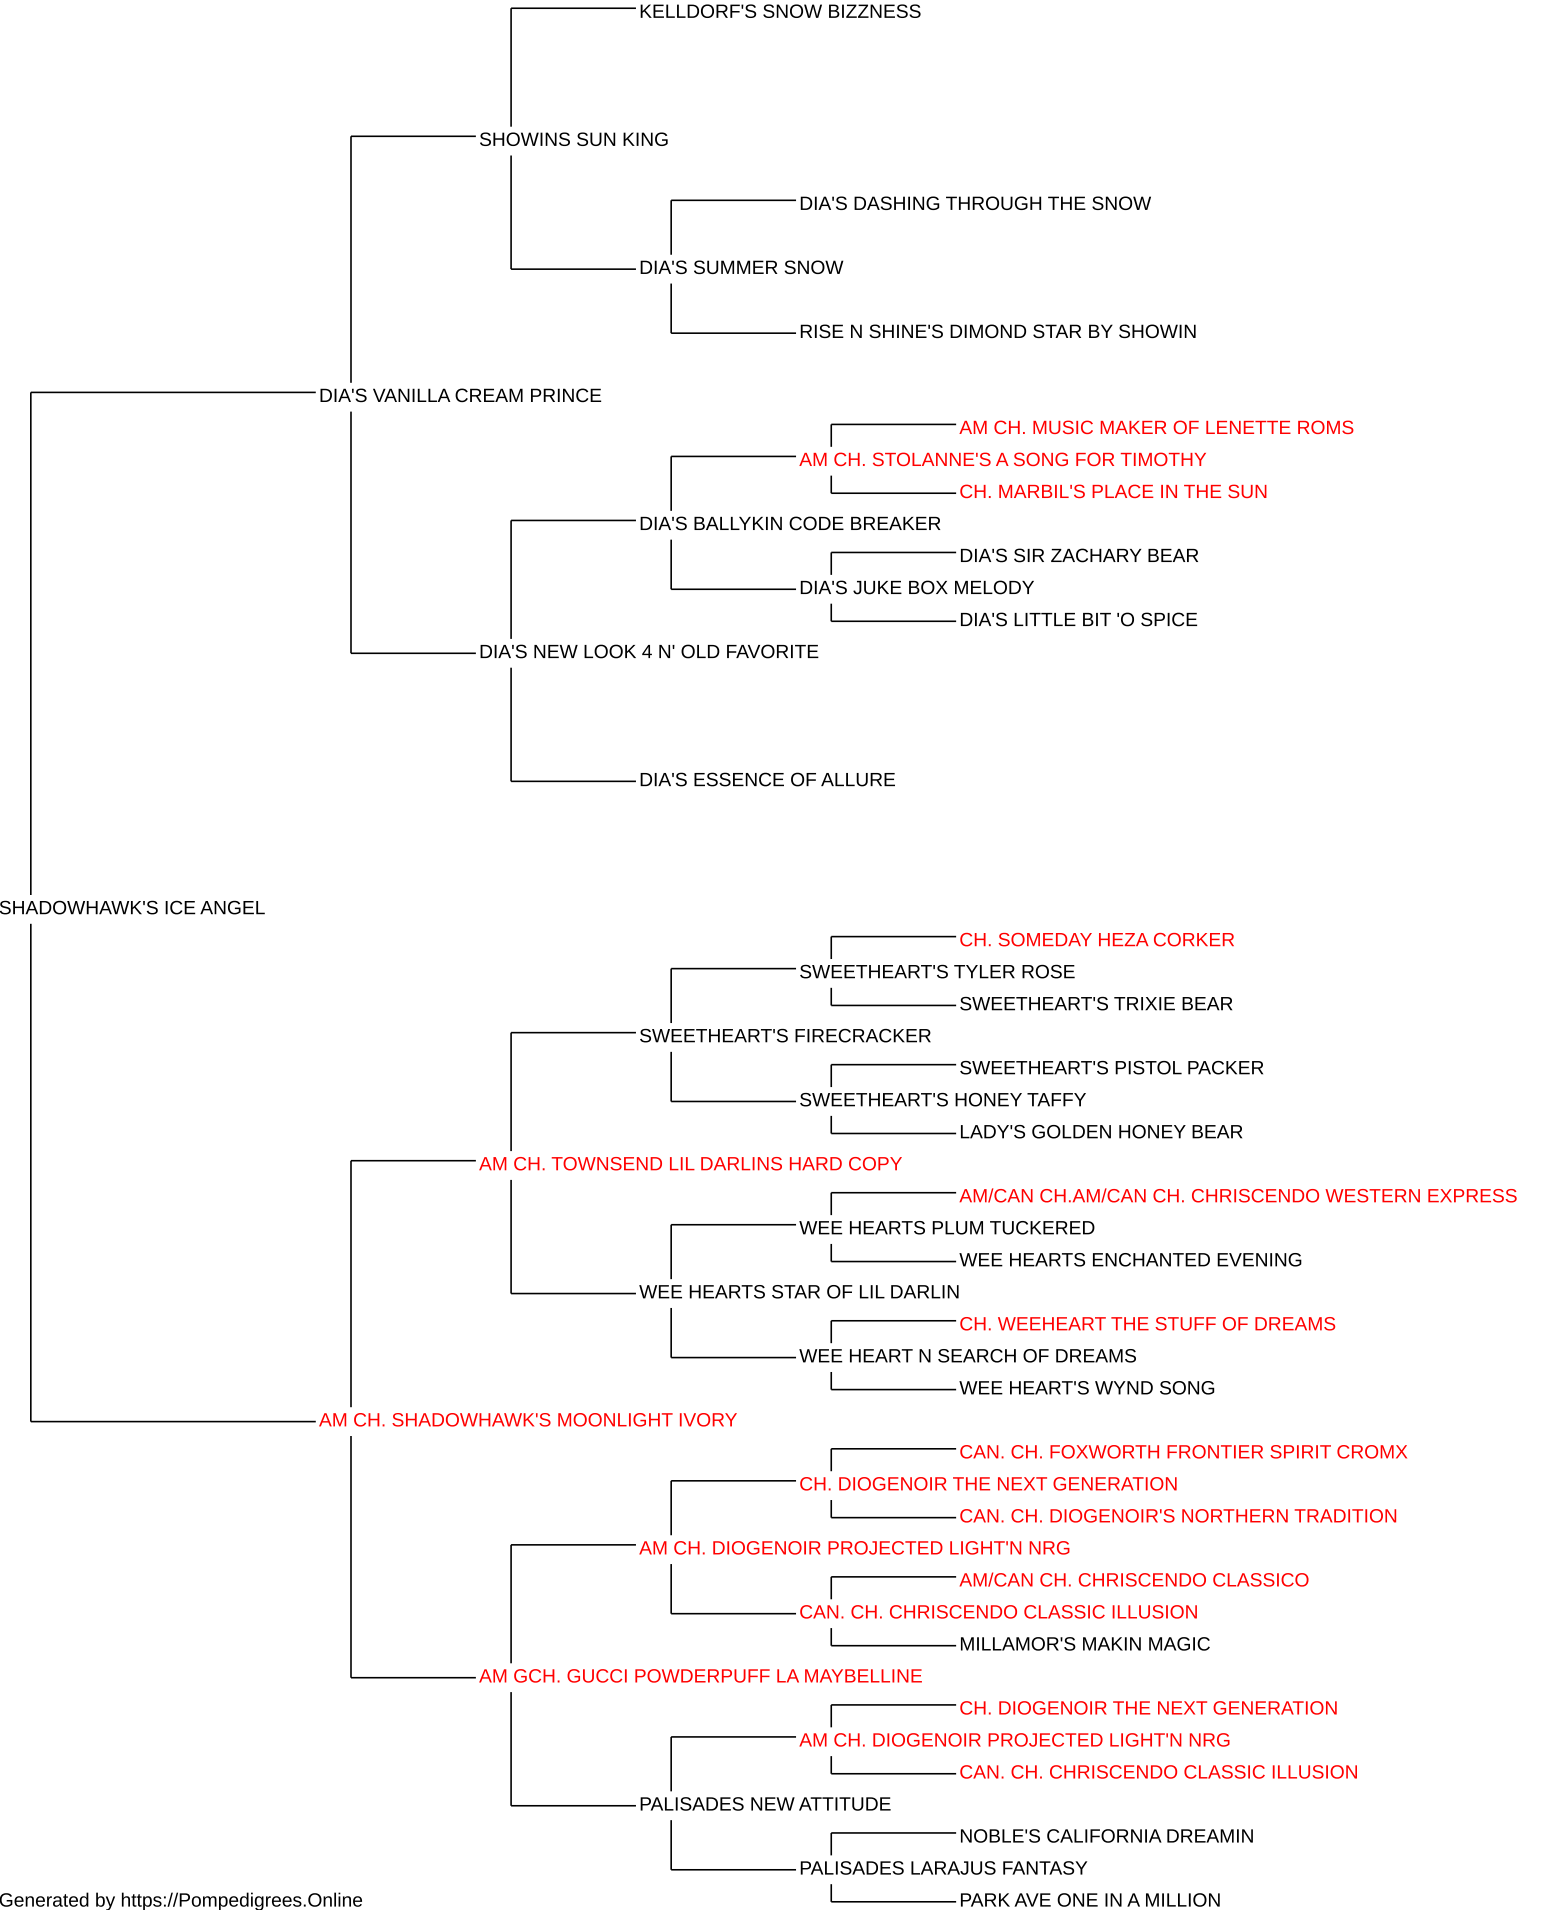 KELLDORF'S SNOW BIZZNESS
SHOWINS SUN KING
DIA'S DASHING THROUGH THE SNOW
DIA'S SUMMER SNOW
RISE N SHINE'S DIMOND STAR BY SHOWIN
DIA'S VANILLA CREAM PRINCE
AM CH. MUSIC MAKER OF LENETTE ROMS
AM CH. STOLANNE'S A SONG FOR TIMOTHY
CH. MARBIL'S PLACE IN THE SUN
DIA'S BALLYKIN CODE BREAKER
DIA'S SIR ZACHARY BEAR
DIA'S JUKE BOX MELODY
DIA'S LITTLE BIT 'O SPICE
DIA'S NEW LOOK 4 N' OLD FAVORITE
DIA'S ESSENCE OF ALLURE
SHADOWHAWK'S ICE ANGEL
CH. SOMEDAY HEZA CORKER
SWEETHEART'S TYLER ROSE
SWEETHEART'S TRIXIE BEAR
SWEETHEART'S FIRECRACKER
SWEETHEART'S PISTOL PACKER
SWEETHEART'S HONEY TAFFY
LADY'S GOLDEN HONEY BEAR
AM CH. TOWNSEND LIL DARLINS HARD COPY
AM/CAN CH.AM/CAN CH. CHRISCENDO WESTERN EXPRESS
WEE HEARTS PLUM TUCKERED
WEE HEARTS ENCHANTED EVENING
WEE HEARTS STAR OF LIL DARLIN
CH. WEEHEART THE STUFF OF DREAMS
WEE HEART N SEARCH OF DREAMS
WEE HEART'S WYND SONG
AM CH. SHADOWHAWK'S MOONLIGHT IVORY
CAN. CH. FOXWORTH FRONTIER SPIRIT CROMX
CH. DIOGENOIR THE NEXT GENERATION
CAN. CH. DIOGENOIR'S NORTHERN TRADITION
AM CH. DIOGENOIR PROJECTED LIGHT'N NRG
AM/CAN CH. CHRISCENDO CLASSICO
CAN. CH. CHRISCENDO CLASSIC ILLUSION
MILLAMOR'S MAKIN MAGIC
AM GCH. GUCCI POWDERPUFF LA MAYBELLINE
CH. DIOGENOIR THE NEXT GENERATION
AM CH. DIOGENOIR PROJECTED LIGHT'N NRG
CAN. CH. CHRISCENDO CLASSIC ILLUSION
PALISADES NEW ATTITUDE
NOBLE'S CALIFORNIA DREAMIN
PALISADES LARAJUS FANTASY
PARK AVE ONE IN A MILLION
Generated by https://Pompedigrees.Online